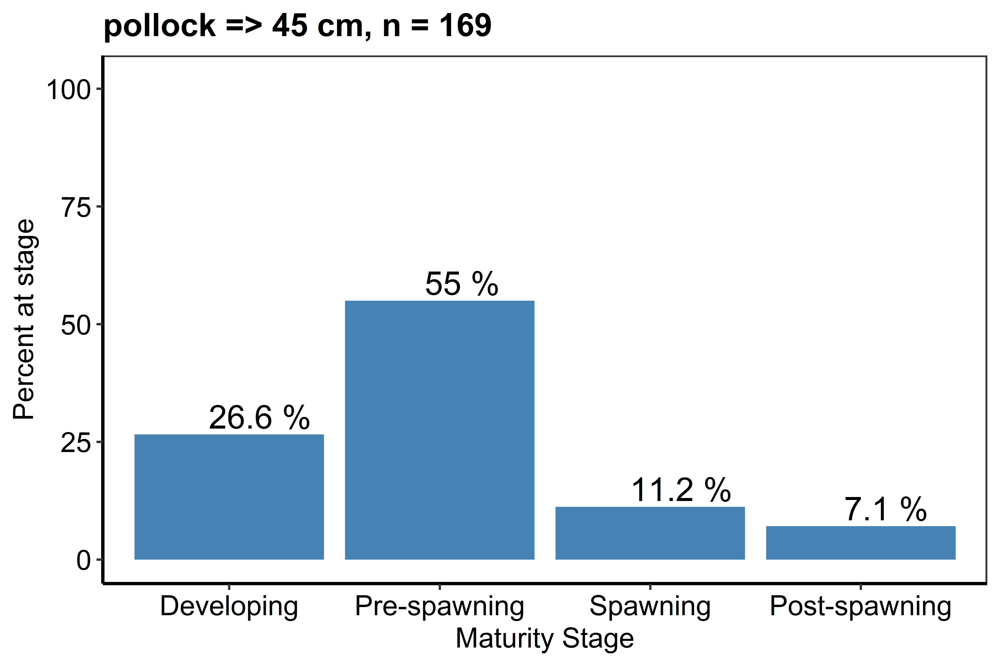 pollock => 45 cm, n = 169
Percent at stage
100
75
50
25
0
26.6 %
55 %
11.2 %
7.1 %
Developing
Pre-spawning
Spawning
Post-spawning
Maturity Stage